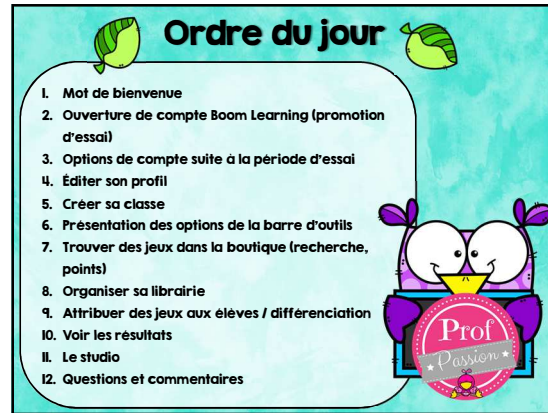 Ordre du jour
1. Mot de bienvenue
2. Ouverture de compte Boom Learning (promotion
d'essai)
3. Options de compte suite à la période d'essai
4. Éditer son profil
5. Créer sa classe
6. Présentation des options de la barre d'outils
7. Trouver des jeux dans la boutique (recherche,
points)
8. Organiser sa librairie
9. Attribuer des jeux aux élèves / différenciation
10. Voir les résultats
11. Le studio
12. Questions et commentaires
Prof
Passion